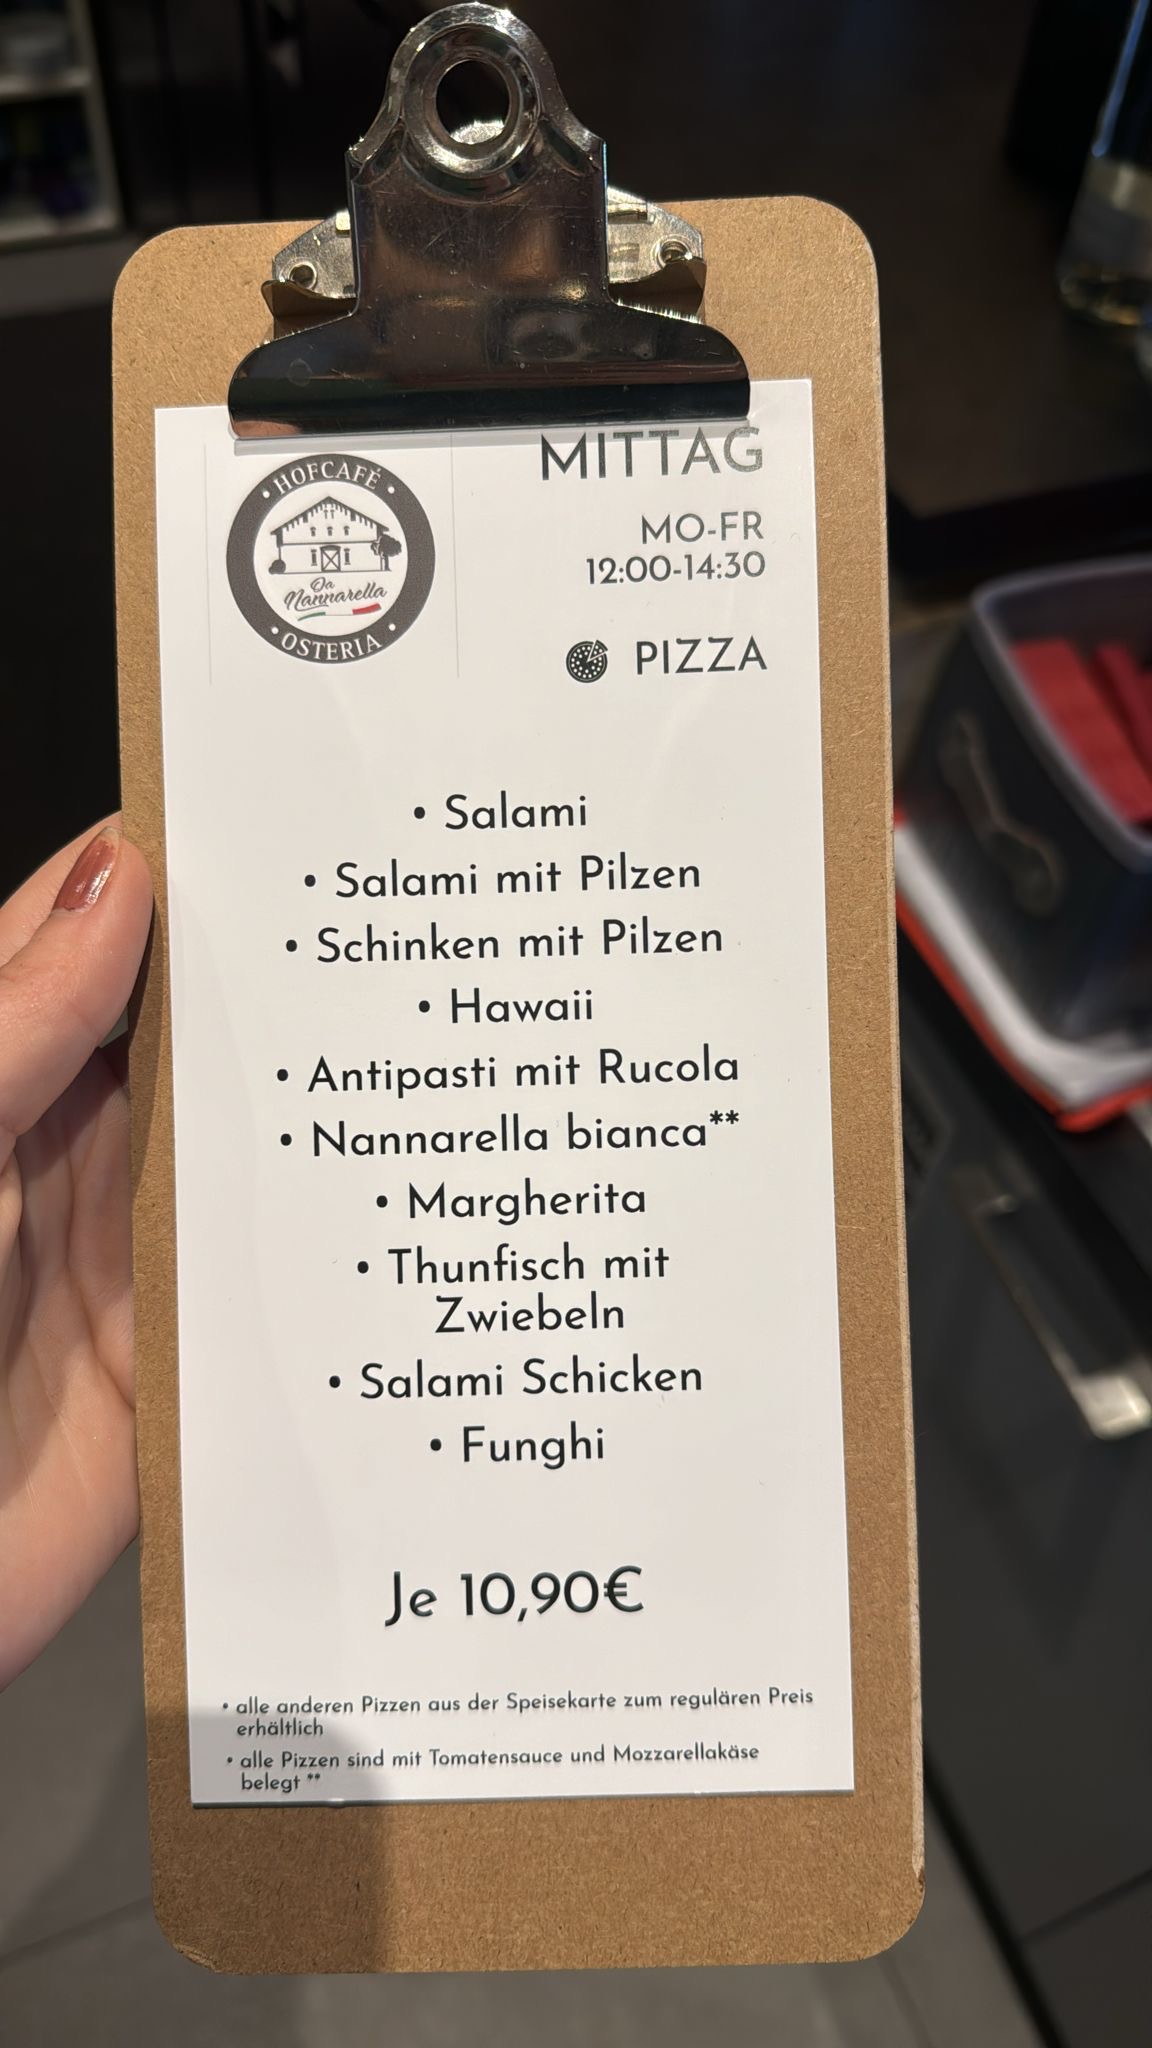 HOFCAFÉ
Da
Nannarella
OSTERIA
MITTAG
MO-FR
12:00-14:30
PIZZA
• Salami
• Salami mit Pilzen
• Schinken mit Pilzen
• Hawaii
• Antipasti mit Rucola
• Nannarella bianca**
• Margherita
• Thunfisch mit
Zwiebeln
• Salami Schicken
• Funghi
Je 10,90€
• alle anderen Pizzen aus der Speisekarte zum regulären Preis
erhältlich
• alle Pizzen sind mit Tomatensauce und Mozzarellakäse
belegt **